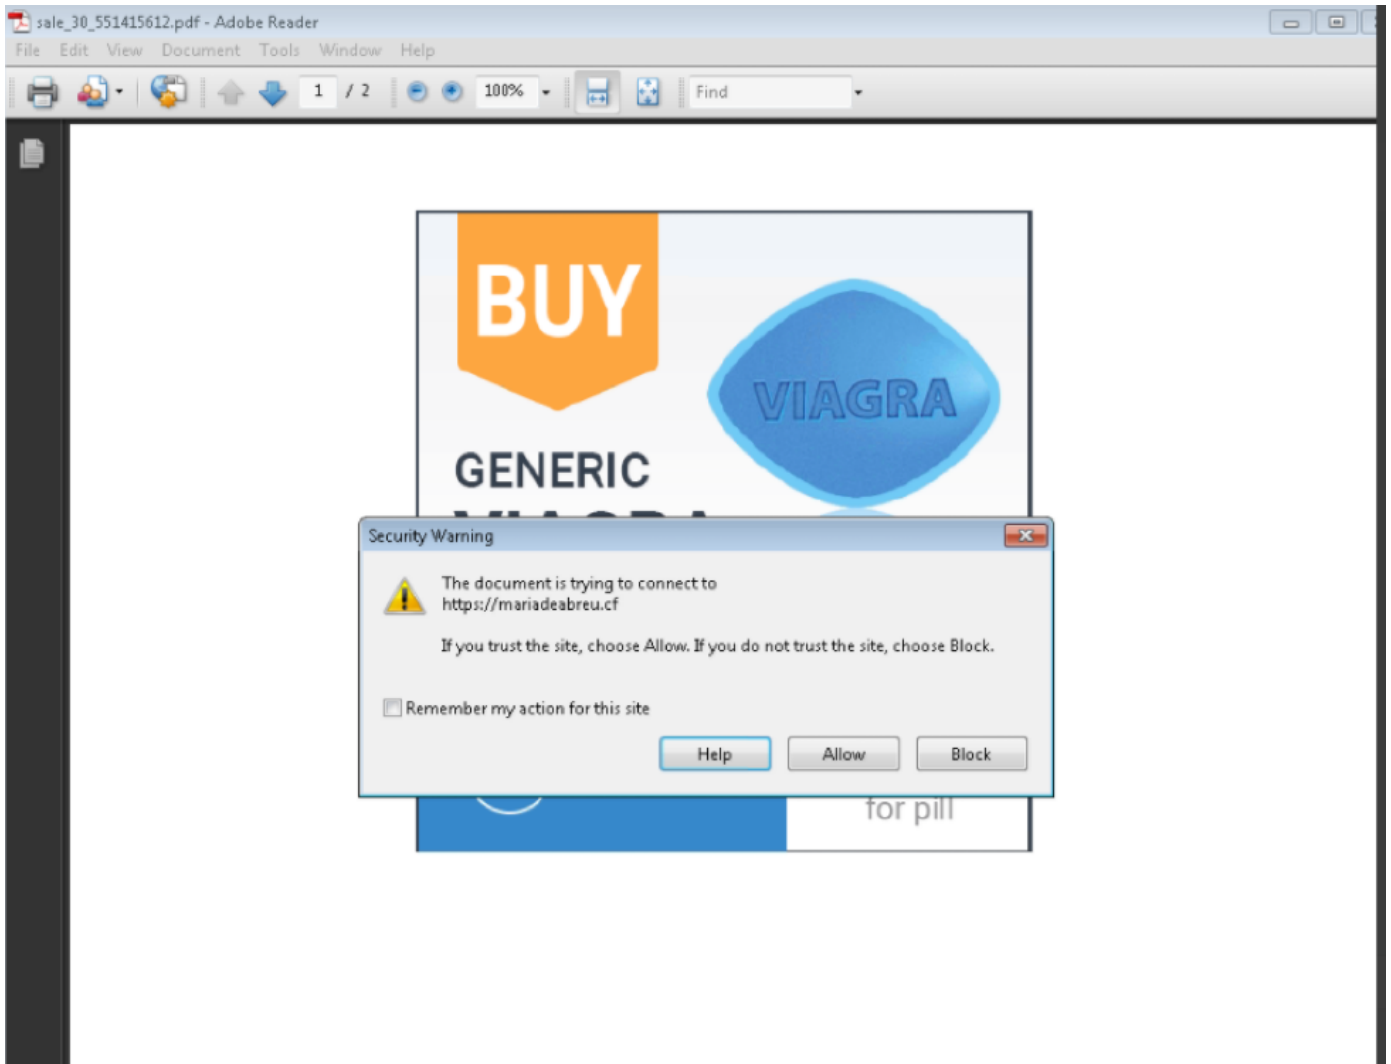 sale_30_551415612.pdf - Adobe Reader
File Edit View Document Tools Window Help
1 / 2 100% Find
BUY
VIAGRA
GENERIC
VIAGRA
Security Warning
The document is trying to connect to
https://mariadeabreu.cf
If you trust the site, choose Allow. If you do not trust the site, choose Block.
Remember my action for this site
Help Allow Block
for pill